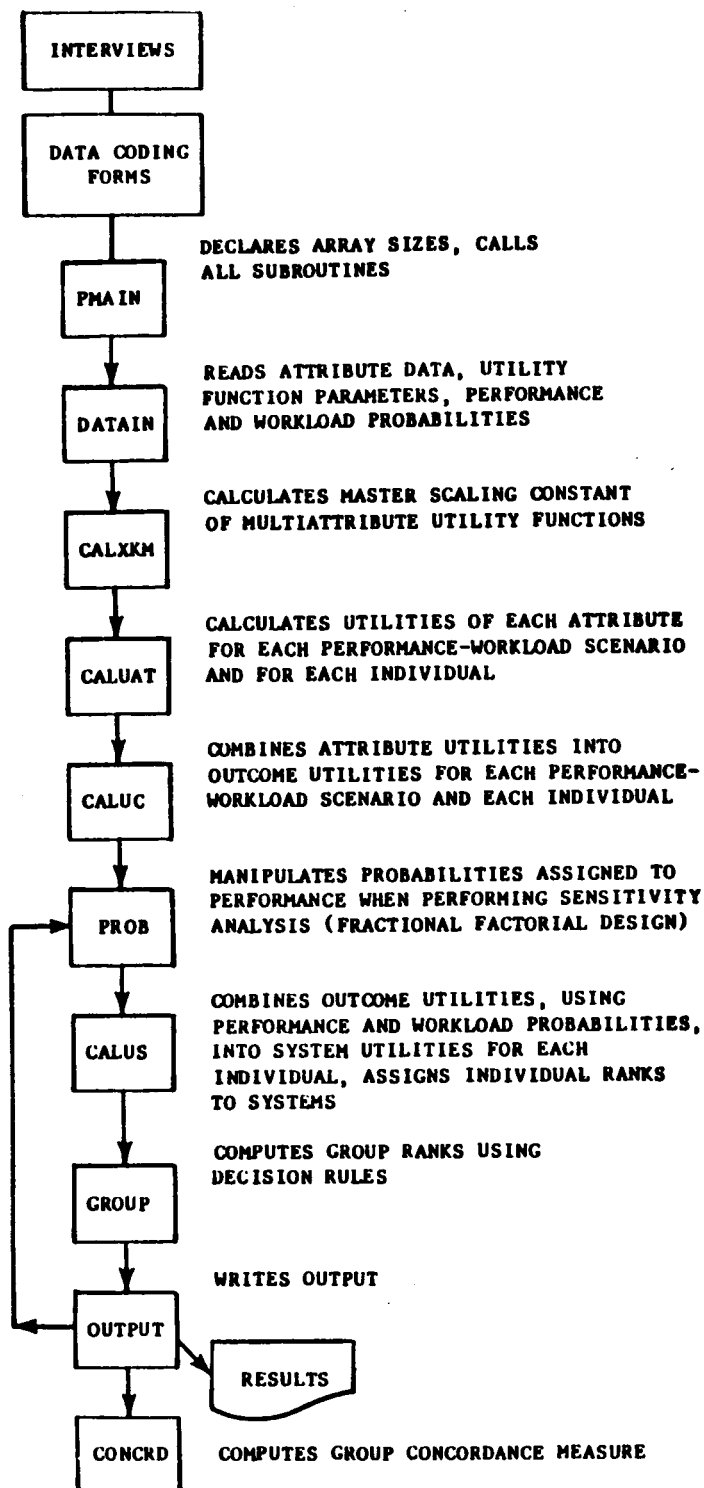 INTERVIEWS
DATA CODING
FORMS
DECLARES ARRAY SIZES, CALLS
ALL SUBROUTINES
PMAIN
READS ATTRIBUTE DATA, UTILITY
FUNCTION PARAMETERS, PERFORMANCE
AND WORKLOAD PROBABILITIES
DATAIN
CALCULATES MASTER SCALING CONSTANT
OF MULTIATTRIBUTE UTILITY FUNCTIONS
CALXKM
CALCULATES UTILITIES OF EACH ATTRIBUTE
FOR EACH PERFORMANCE-WORKLOAD SCENARIO
AND FOR EACH INDIVIDUAL
CALUAT
COMBINES ATTRIBUTE UTILITIES INTO
OUTCOME UTILITIES FOR EACH PERFORMANCE-
WORKLOAD SCENARIO AND EACH INDIVIDUAL
CALUC
MANIPULATES PROBABILITIES ASSIGNED TO
PERFORMANCE WHEN PERFORMING SENSITIVITY
ANALYSIS (FRACTIONAL FACTORIAL DESIGN)
PROB
COMBINES OUTCOME UTILITIES, USING
PERFORMANCE AND WORKLOAD PROBABILITIES,
INTO SYSTEM UTILITIES FOR EACH
INDIVIDUAL, ASSIGNS INDIVIDUAL RANKS
TO SYSTEMS
CALUS
COMPUTES GROUP RANKS USING
DECISION RULES
GROUP
WRITES OUTPUT
OUTPUT
RESULTS
CONCRD
COMPUTES GROUP CONCORDANCE MEASURE